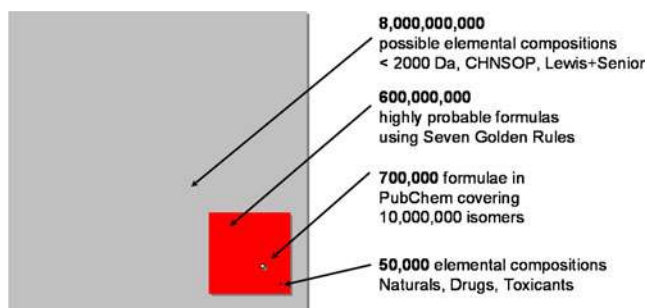 8,000,000,000
possible elemental compositions
< 2000 Da, CHNSOP, Lewis+Senior
600,000,000
highly probable formulas
using Seven Golden Rules
700,000 formulae in
PubChem covering
10,000,000 isomers
50,000 elemental compositions
Naturals, Drugs, Toxicants